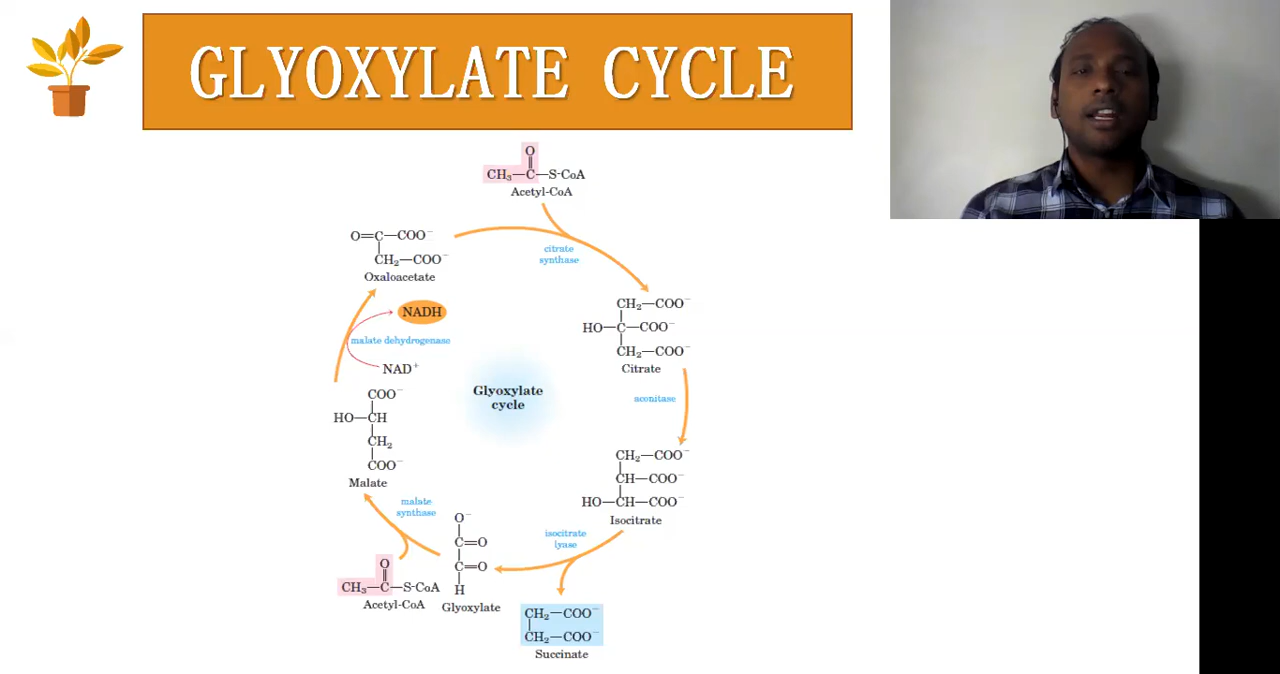 GLYOXYLATE CYCLE
O
CH₃—C—S-CoA
Acetyl-CoA
O=C—COO⁻
CH₂—COO⁻
Oxaloacetate
citrate
synthase
NADH
malate dehydrogenase
NAD⁺
CH₂—COO⁻
HO—C—COO⁻
CH₂—COO⁻
Citrate
Glyoxylate
cycle
aconitase
COO⁻
HO—CH
CH₂
COO⁻
Malate
CH₂—COO⁻
CH—COO⁻
HO—CH—COO⁻
Isocitrate
malate
synthase
isocitrate
lyase
O⁻
C=O
C=O
H
Glyoxylate
O
CH₃—C—S-CoA
Acetyl-CoA
CH₂—COO⁻
CH₂—COO⁻
Succinate